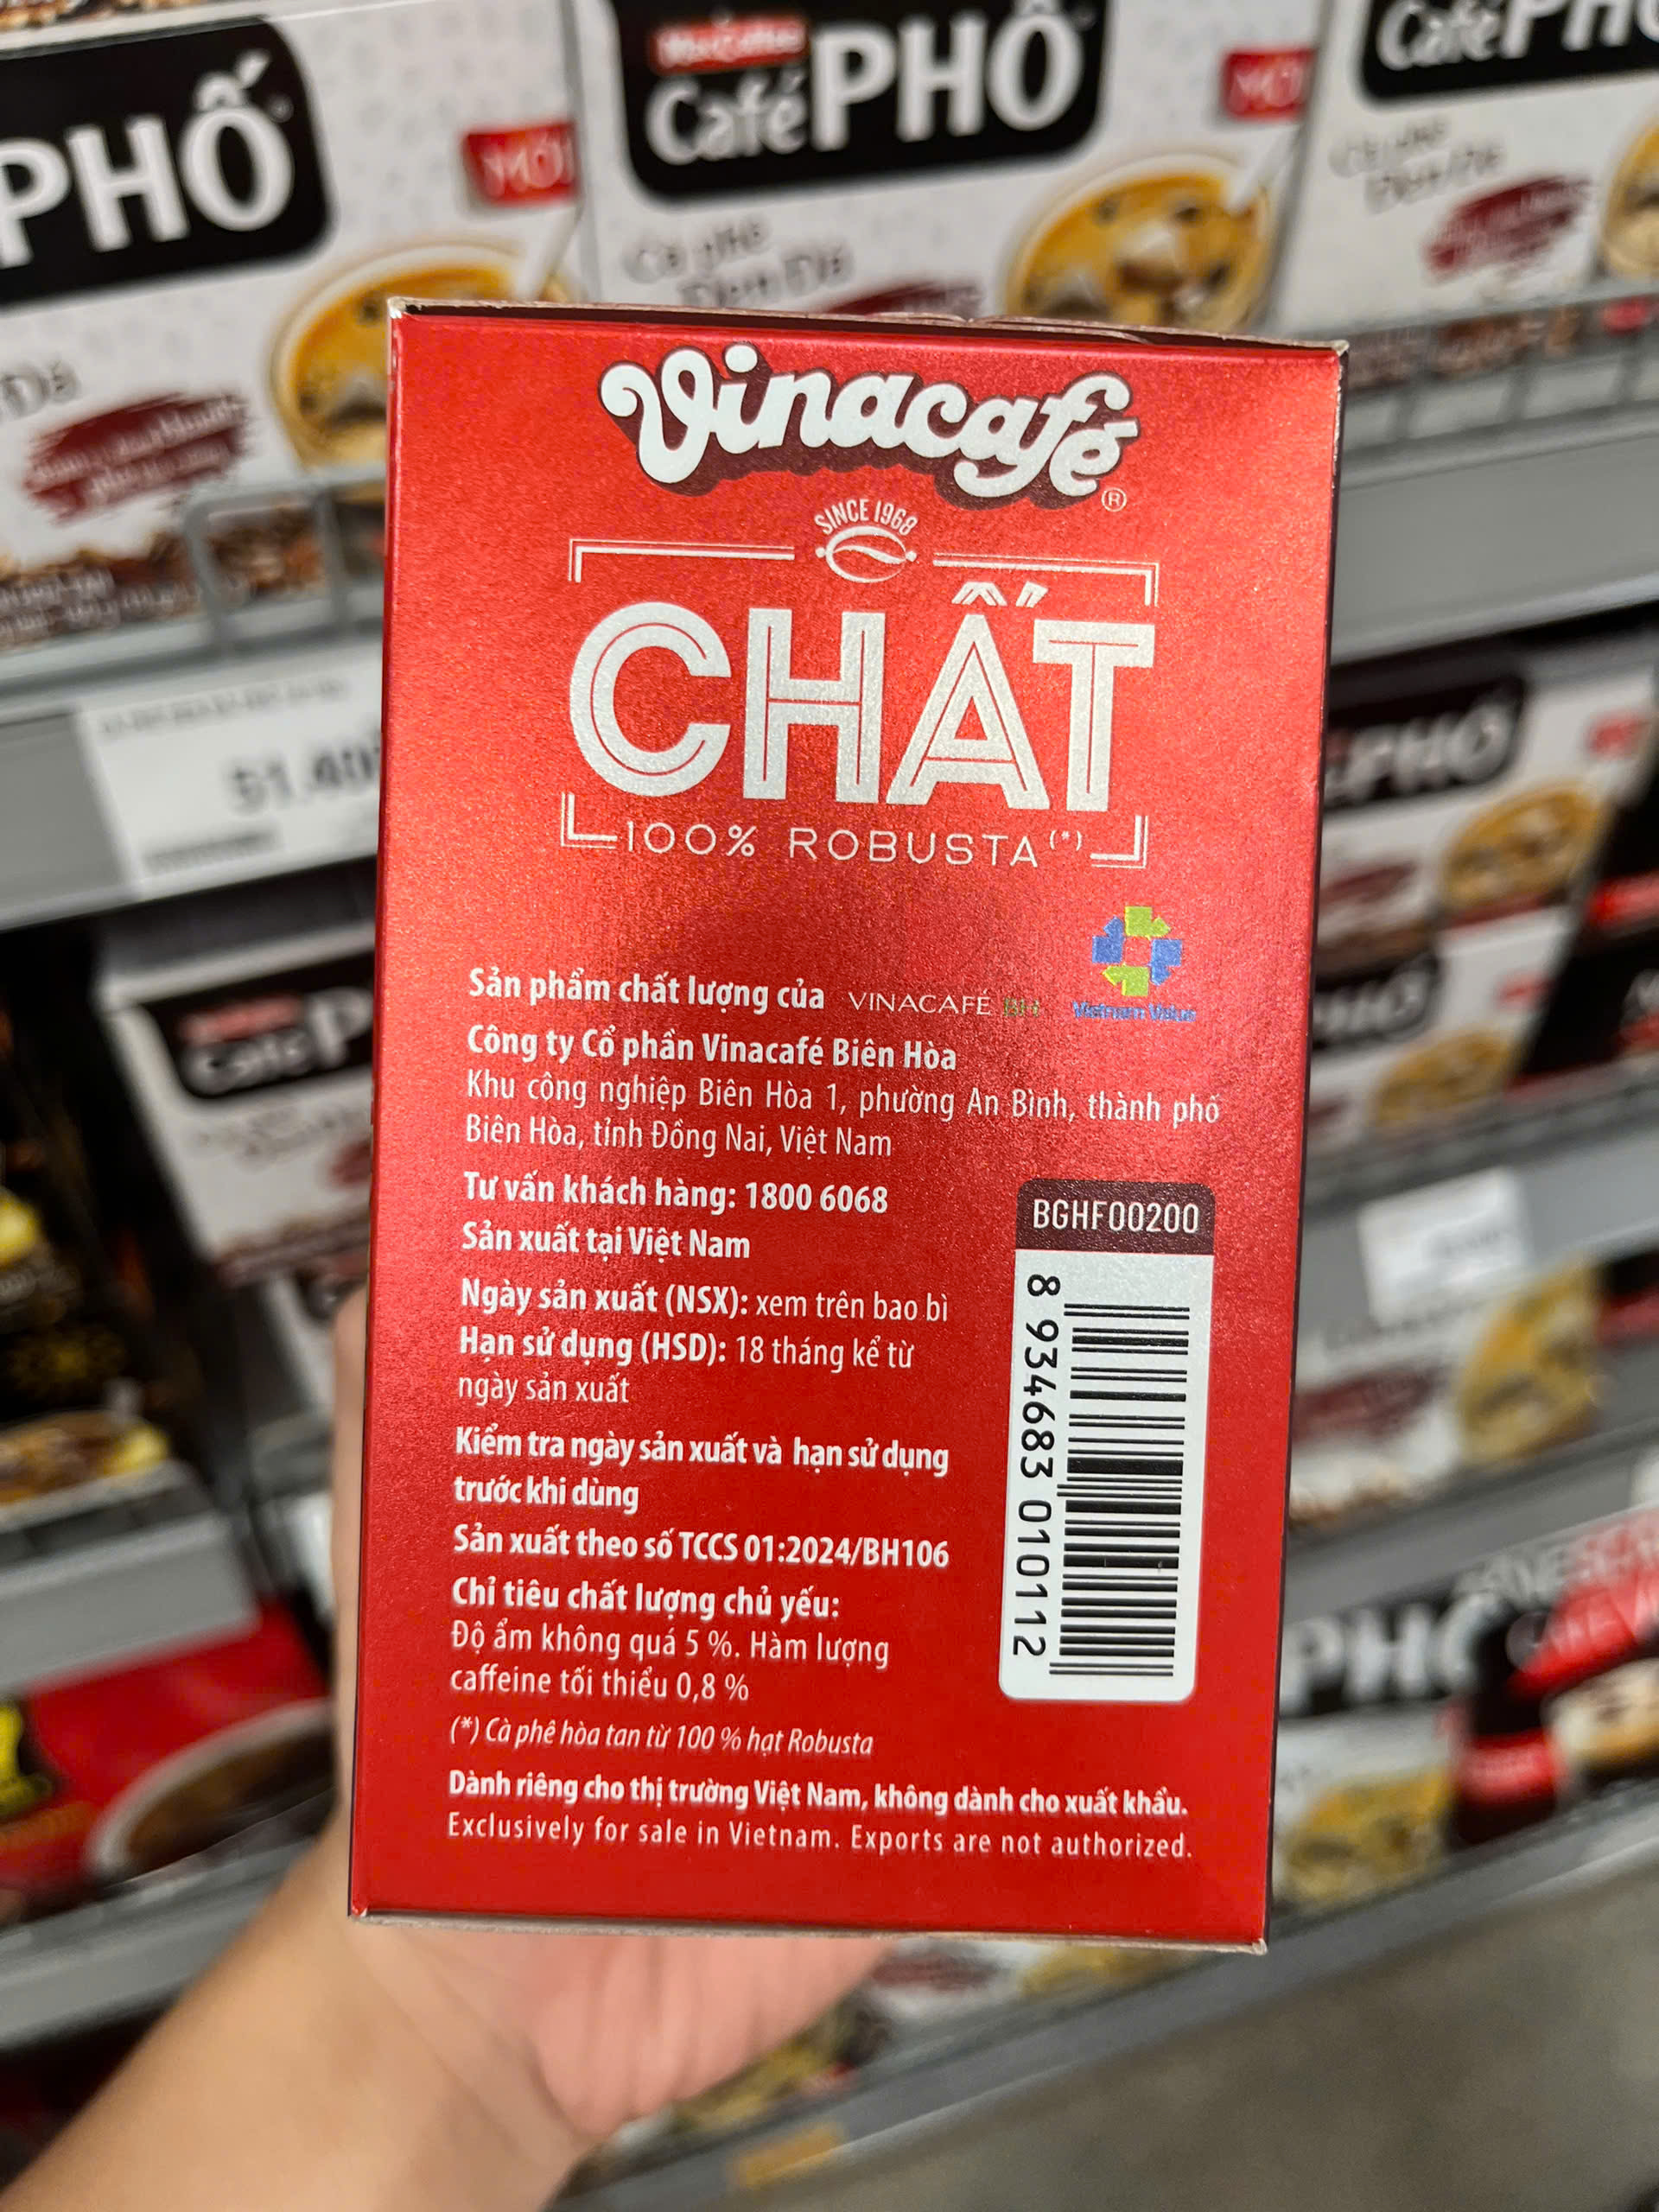 PHỐ
MỚI
CaféPHỐ
MỚI
CaféPHỐ
Cà phê
Đen Đá
Vinacafé®
SINCE 1968
CHẤT
100% ROBUSTA(*)
Sản phẩm chất lượng của VINACAFÉ BH
Vietnam Value
Công ty Cổ phần Vinacafé Biên Hòa
Khu công nghiệp Biên Hòa 1, phường An Bình, thành phố
Biên Hòa, tỉnh Đồng Nai, Việt Nam
Tư vấn khách hàng: 1800 6068
Sản xuất tại Việt Nam
Ngày sản xuất (NSX): xem trên bao bì
Hạn sử dụng (HSD): 18 tháng kể từ
ngày sản xuất
Kiểm tra ngày sản xuất và hạn sử dụng
trước khi dùng
Sản xuất theo số TCCS 01:2024/BH106
Chỉ tiêu chất lượng chủ yếu:
Độ ẩm không quá 5 %. Hàm lượng
caffeine tối thiểu 0,8 %
(*) Cà phê hòa tan từ 100 % hạt Robusta
Dành riêng cho thị trường Việt Nam, không dành cho xuất khẩu.
Exclusively for sale in Vietnam. Exports are not authorized.
BGHF00200
8 934683 010112
PHỐ